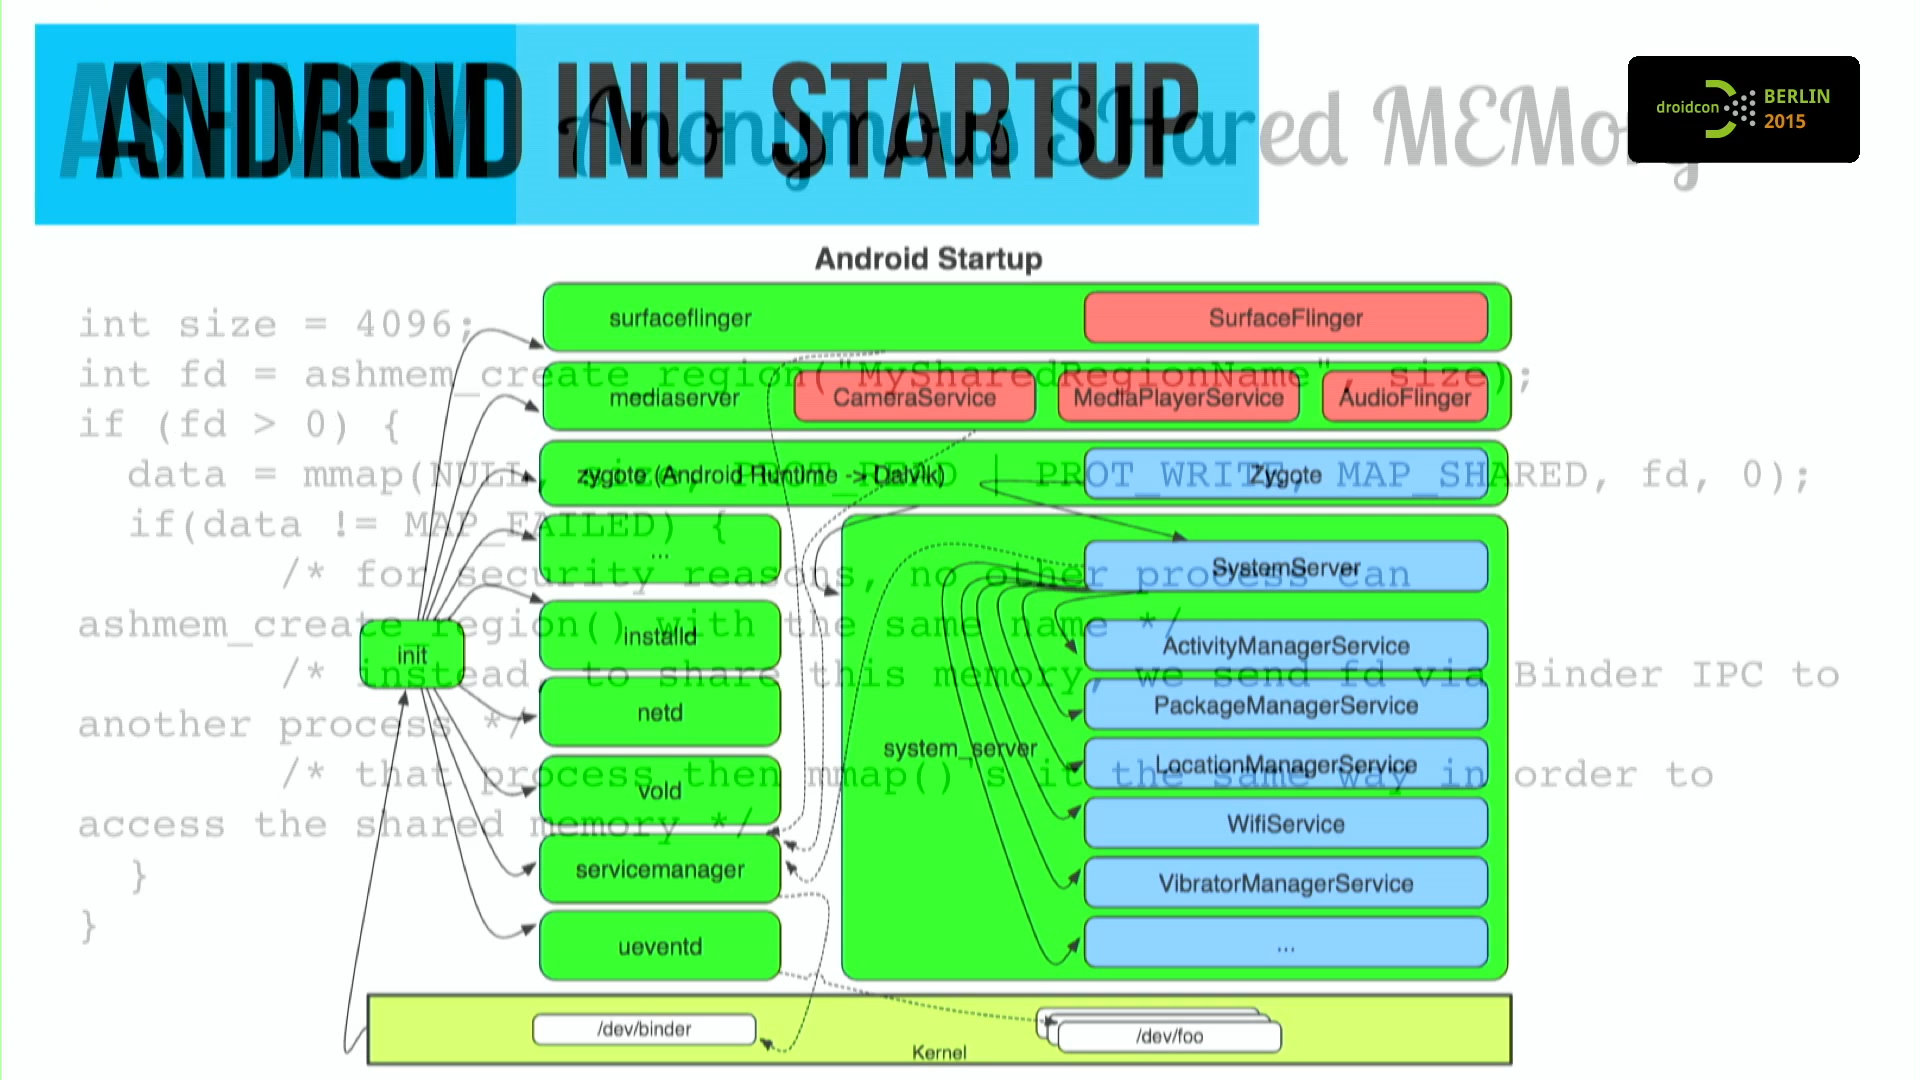 ANDROID INIT STARTUP
ASHMEM Anonymous SHared MEMory
droidcon BERLIN 2015
Android Startup
surfaceflinger SurfaceFlinger
mediaserver CameraService MediaPlayerService AudioFlinger
zygote (Android Runtime -> Dalvik) Zygote
...
installd
netd
vold
servicemanager
ueventd
init
system_server
SystemServer
ActivityManagerService
PackageManagerService
LocationManagerService
WifiService
VibratorManagerService
...
/dev/binder
/dev/foo
Kernel
int size = 4096;
int fd = ashmem_create_region("MySharedRegionName", size);
if (fd > 0) {
data = mmap(NULL, size, PROT_READ | PROT_WRITE, MAP_SHARED, fd, 0);
if(data != MAP_FAILED) {
/* for security reasons, no other process can
ashmem_create_region() with the same name */
/* instead, to share this memory, we send fd via Binder IPC to
another process */
/* that process then mmap()s it the same way in order to
access the shared memory */
}
}